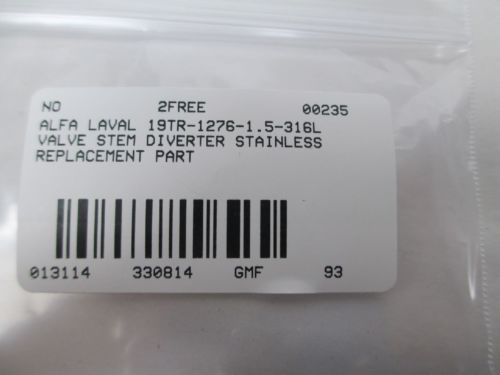 NO 2FREE 00235
ALFA LAVAL 19TR-1276-1.5-316L
VALVE STEM DIVERTER STAINLESS
REPLACEMENT PART
013114 330814 GMF 93